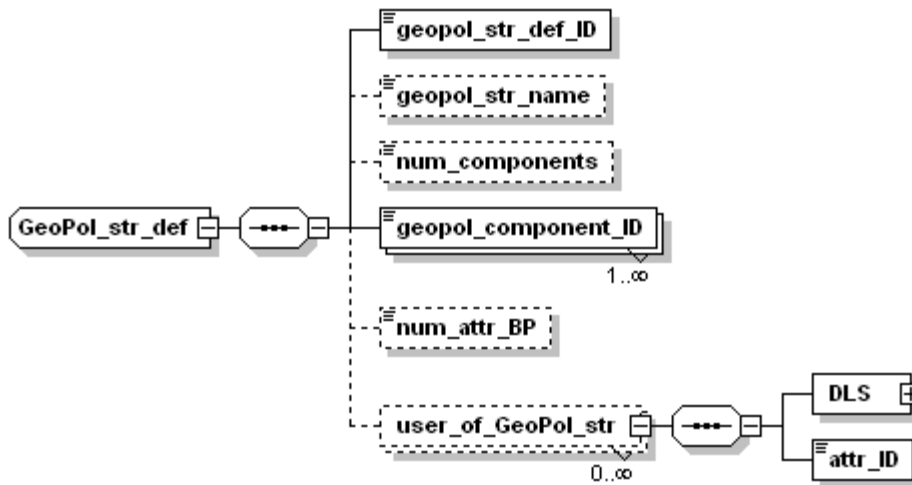 geopol_str_def_ID
geopol_str_name
num_components
GeoPol_str_def
geopol_component_ID
1..∞
num_attr_BP
user_of_GeoPol_str
0..∞
DLS
attr_ID